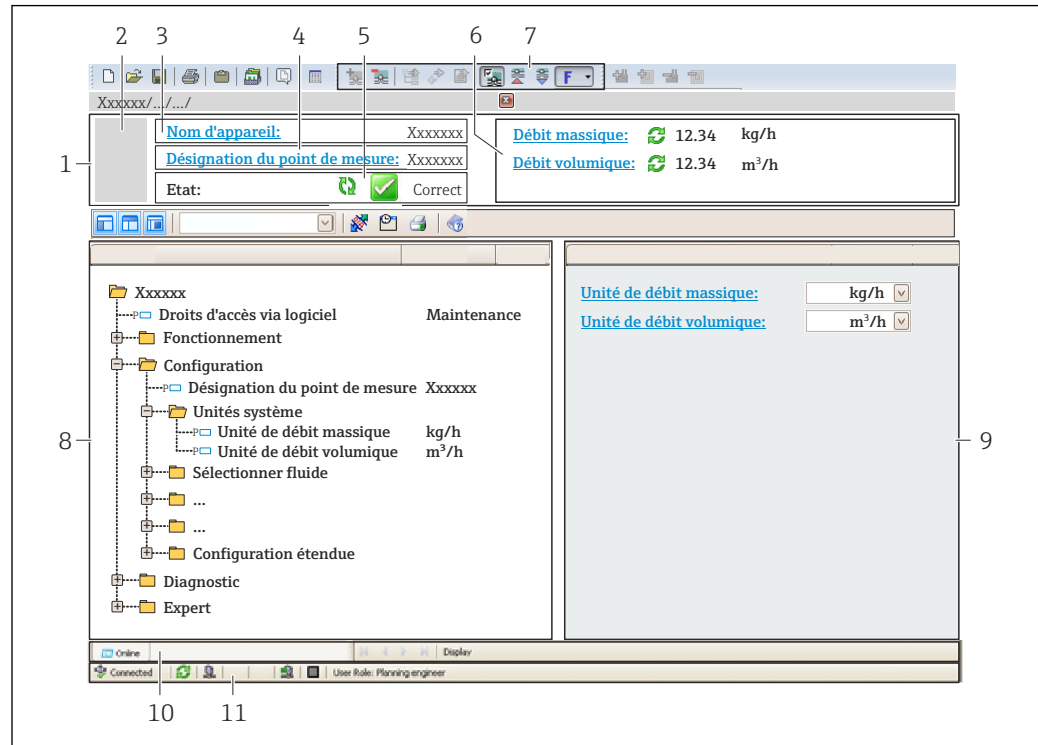 2 3 4 5 6 7
F
Xxxxxx/.../.../
1
Nom d'appareil: Xxxxxxx
Désignation du point de mesure: Xxxxxxx
Etat: Correct
Débit massique: 12.34 kg/h
Débit volumique: 12.34 m³/h
Xxxxxx
P Droits d'accès via logiciel Maintenance
Fonctionnement
Configuration
P Désignation du point de mesure Xxxxxx
Unités système
P Unité de débit massique kg/h
P Unité de débit volumique m³/h
Sélectionner fluide
...
...
Configuration étendue
Diagnostic
Expert
8
Unité de débit massique: kg/h
Unité de débit volumique: m³/h
9
Online Display
Connected User Role: Planning engineer
10 11